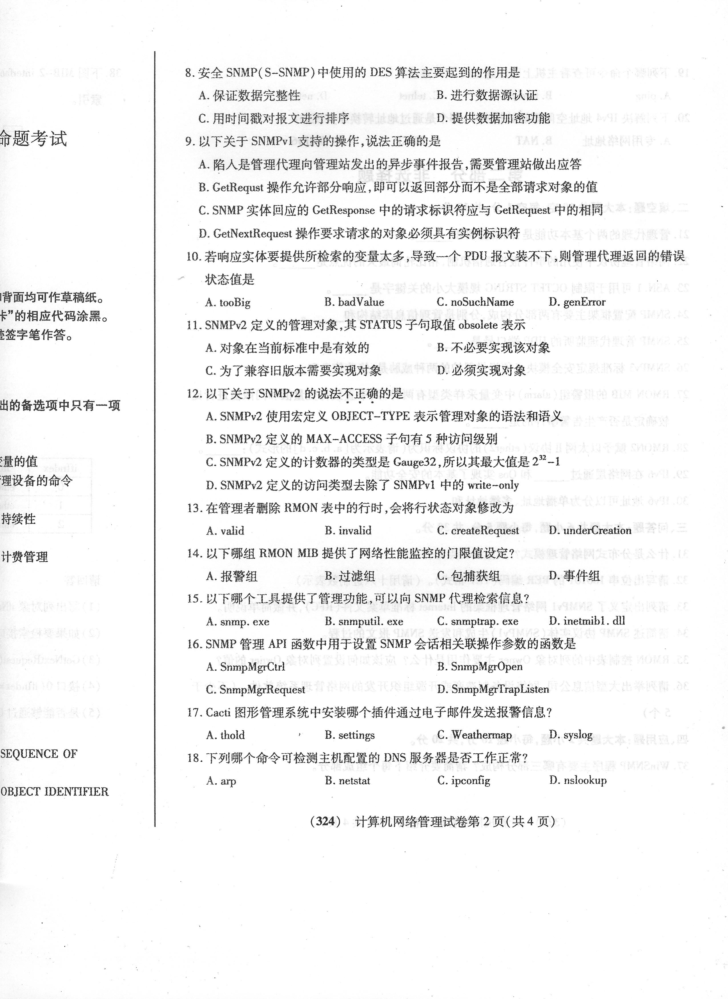 命题考试
背面均可作草稿纸。
卡”的相应代码涂黑。
签字笔作答。
出的备选项中只有一项
量的值
理设备的命令
持续性
计费管理
SEQUENCE OF
OBJECT IDENTIFIER
8. 安全 SNMP(S-SNMP)中使用的 DES 算法主要起到的作用是
A. 保证数据完整性 B. 进行数据源认证
C. 用时间戳对报文进行排序 D. 提供数据加密功能
9. 以下关于 SNMPv1 支持的操作,说法正确的是
A. 陷人是管理代理向管理站发出的异步事件报告,需要管理站做出应答
B. GetRequst 操作允许部分响应,即可以返回部分而不是全部请求对象的值
C. SNMP 实体回应的 GetResponse 中的请求标识符应与 GetRequest 中的相同
D. GetNextRequest 操作要求请求的对象必须具有实例标识符
10. 若响应实体要提供所检索的变量太多,导致一个 PDU 报文装不下,则管理代理返回的错误
状态值是
A. tooBig B. badValue C. noSuchName D. genError
11. SNMPv2 定义的管理对象,其 STATUS 子句取值 obsolete 表示
A. 对象在当前标准中是有效的 B. 不必要实现该对象
C. 为了兼容旧版本需要实现对象 D. 必须实现对象
12. 以下关于 SNMPv2 的说法不正确的是
A. SNMPv2 使用宏定义 OBJECT-TYPE 表示管理对象的语法和语义
B. SNMPv2 定义的 MAX-ACCESS 子句有 5 种访问级别
C. SNMPv2 定义的计数器的类型是 Gauge32,所以其最大值是 2³²-1
D. SNMPv2 定义的访问类型去除了 SNMPv1 中的 write-only
13. 在管理者删除 RMON 表中的行时,会将行状态对象修改为
A. valid B. invalid C. createRequest D. underCreation
14. 以下哪组 RMON MIB 提供了网络性能监控的门限值设定?
A. 报警组 B. 过滤组 C. 包捕获组 D. 事件组
15. 以下哪个工具提供了管理功能,可以向 SNMP 代理检索信息?
A. snmp. exe B. snmputil. exe C. snmptrap. exe D. inetmib1. dll
16. SNMP 管理 API 函数中用于设置 SNMP 会话相关联操作参数的函数是
A. SnmpMgrCtrl B. SnmpMgrOpen
C. SnmpMgrRequest D. SnmpMgrTrapListen
17. Cacti 图形管理系统中安装哪个插件通过电子邮件发送报警信息?
A. thold B. settings C. Weathermap D. syslog
18. 下列哪个命令可检测主机配置的 DNS 服务器是否工作正常?
A. arp B. netstat C. ipconfig D. nslookup
(324) 计算机网络管理试卷第 2 页(共 4 页)